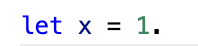 let x = 1.